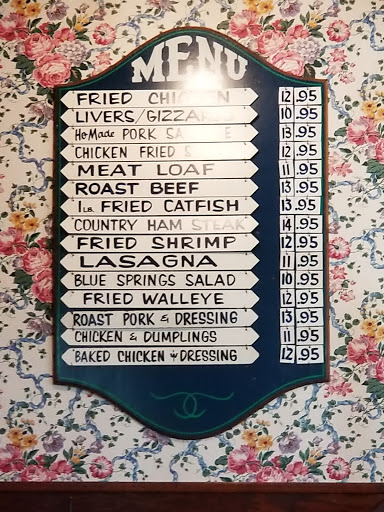 MENU
FRIED CHICKEN 12.95
LIVERS/GIZZARDS 10.95
HoMade PORK SA E 13.95
CHICKEN FRIED S 12.95
MEAT LOAF 11.95
ROAST BEEF 13.95
1LB. FRIED CATFISH 13.95
COUNTRY HAM STEAK 14.95
FRIED SHRIMP 12.95
LASAGNA 11.95
BLUE SPRINGS SALAD 10.95
FRIED WALLEYE 12.95
ROAST PORK & DRESSING 13.95
CHICKEN & DUMPLINGS 11.95
BAKED CHICKEN & DRESSING 12.95